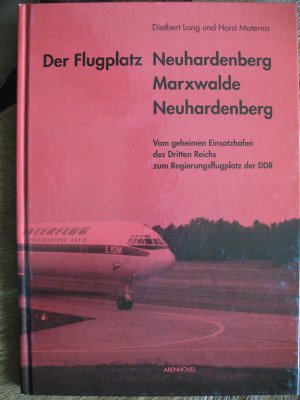 Dietbert Lang und Horst Materna
Der Flugplatz Neuhardenberg
Marxwalde
Neuhardenberg
Vom geheimen Einsatzhafen
des Dritten Reichs
zum Regierungsflugplatz der DDR
INTERFLUG
ARENHÖVEL